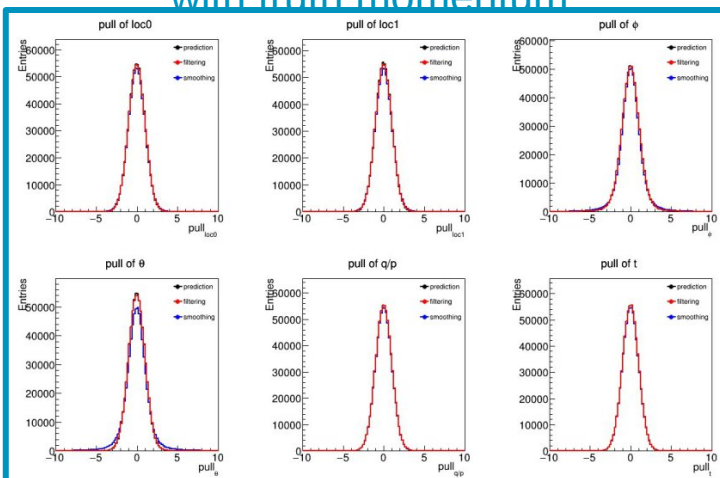 with truth momentum
pull of loc0
Entries
60000
50000
40000
30000
20000
10000
0
prediction
filtering
smoothing
−10 −5 0 5 10
pull loc0
pull of loc1
Entries
60000
50000
40000
30000
20000
10000
0
prediction
filtering
smoothing
−10 −5 0 5 10
pull loc1
pull of ϕ
Entries
60000
50000
40000
30000
20000
10000
0
prediction
filtering
smoothing
−10 −5 0 5 10
pull ϕ
pull of θ
Entries
50000
40000
30000
20000
10000
0
prediction
filtering
smoothing
−10 −5 0 5 10
pull θ
pull of q/p
Entries
60000
50000
40000
30000
20000
10000
0
prediction
filtering
smoothing
−10 −5 0 5 10
pull q/p
pull of t
Entries
60000
50000
40000
30000
20000
10000
0
prediction
filtering
smoothing
−10 −5 0 5 10
pull t